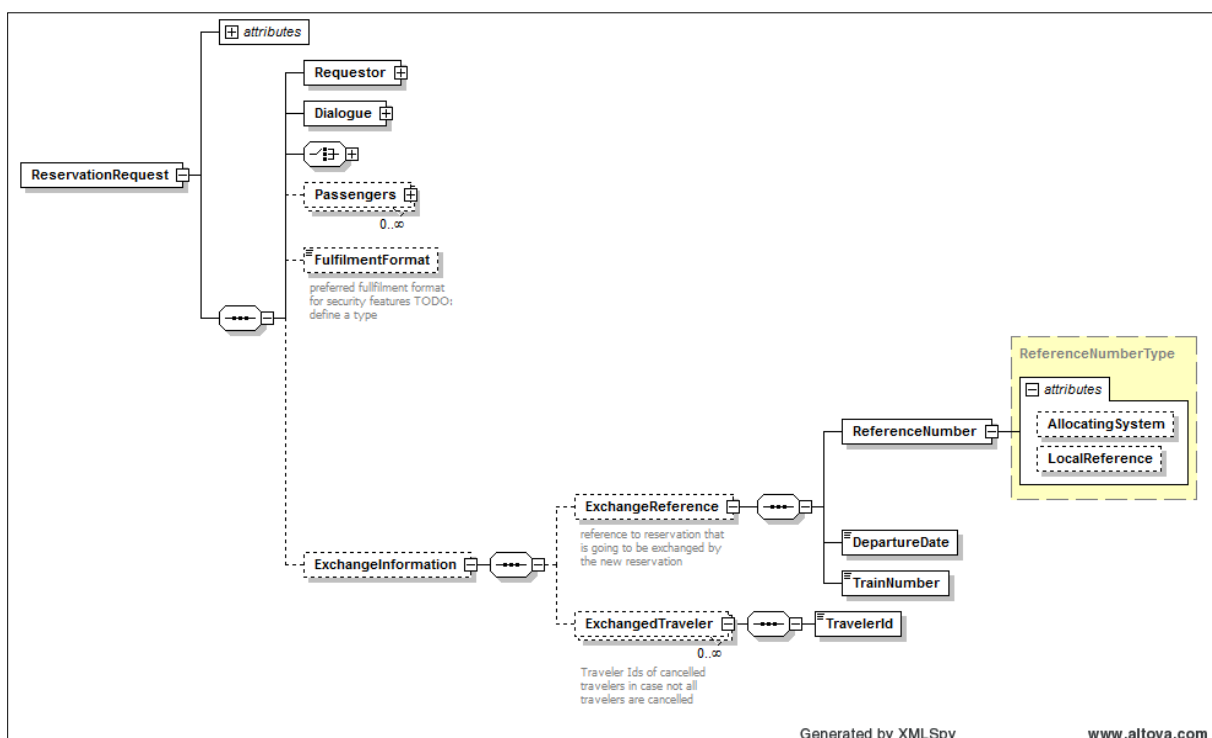 attributes
Requestor
Dialogue
ReservationRequest
Passengers
0..∞
FulfilmentFormat
preferred fullfilment format
for security features TODO:
define a type
ReferenceNumberType
attributes
ReferenceNumber
AllocatingSystem
LocalReference
ExchangeReference
reference to reservation that
is going to be exchanged by
the new reservation
DepartureDate
ExchangeInformation
TrainNumber
ExchangedTraveler
TravelerId
0..∞
Traveler Ids of cancelled
travelers in case not all
travelers are cancelled
Generated by XMLSpy
www.altova.com